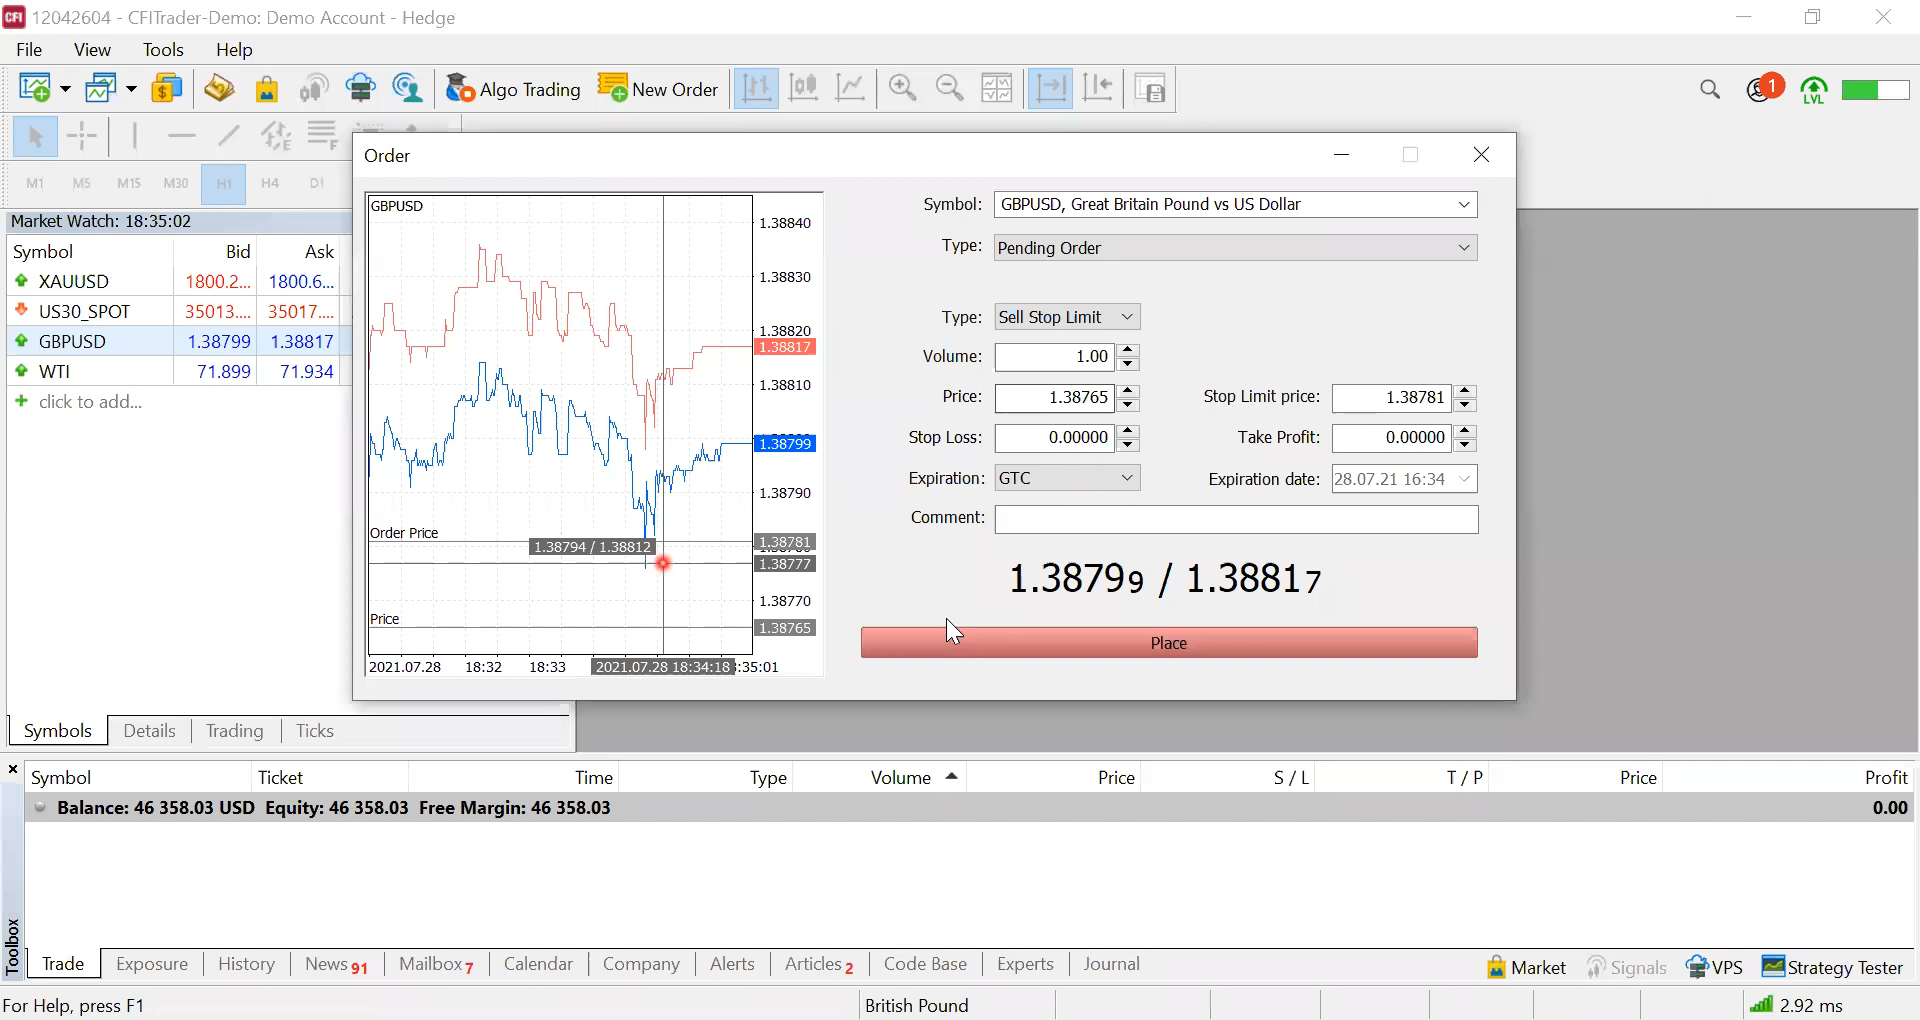 CFI 12042604 - CFITrader-Demo: Demo Account - Hedge
File View Tools Help
Algo Trading New Order 1 LVL
E F
M1 M5 M15 M30 H1 H4 D1
Market Watch: 18:35:02
Symbol Bid Ask
XAUUSD 1800.2... 1800.6...
US30_SPOT 35013.... 35017....
GBPUSD 1.38799 1.38817
WTI 71.899 71.934
+ click to add...
Symbols Details Trading Ticks
Order
GBPUSD
1.38840
1.38830
1.38820
1.38817
1.38810
1.38799
1.38790
Order Price
1.38794 / 1.38812
1.38781
1.38777
1.38770
Price
1.38765
2021.07.28 18:32 18:33 2021.07.28 18:34:18 :35:01
Symbol: GBPUSD, Great Britain Pound vs US Dollar
Type: Pending Order
Type: Sell Stop Limit
Volume: 1.00
Price: 1.38765 Stop Limit price: 1.38781
Stop Loss: 0.00000 Take Profit: 0.00000
Expiration: GTC Expiration date: 28.07.21 16:34
Comment:
1.38799 / 1.38817
Place
Symbol Ticket Time Type Volume Price S / L T / P Price Profit
Balance: 46 358.03 USD Equity: 46 358.03 Free Margin: 46 358.03 0.00
Toolbox
Trade Exposure History News 91 Mailbox 7 Calendar Company Alerts Articles 2 Code Base Experts Journal Market Signals VPS Strategy Tester
For Help, press F1 British Pound 2.92 ms